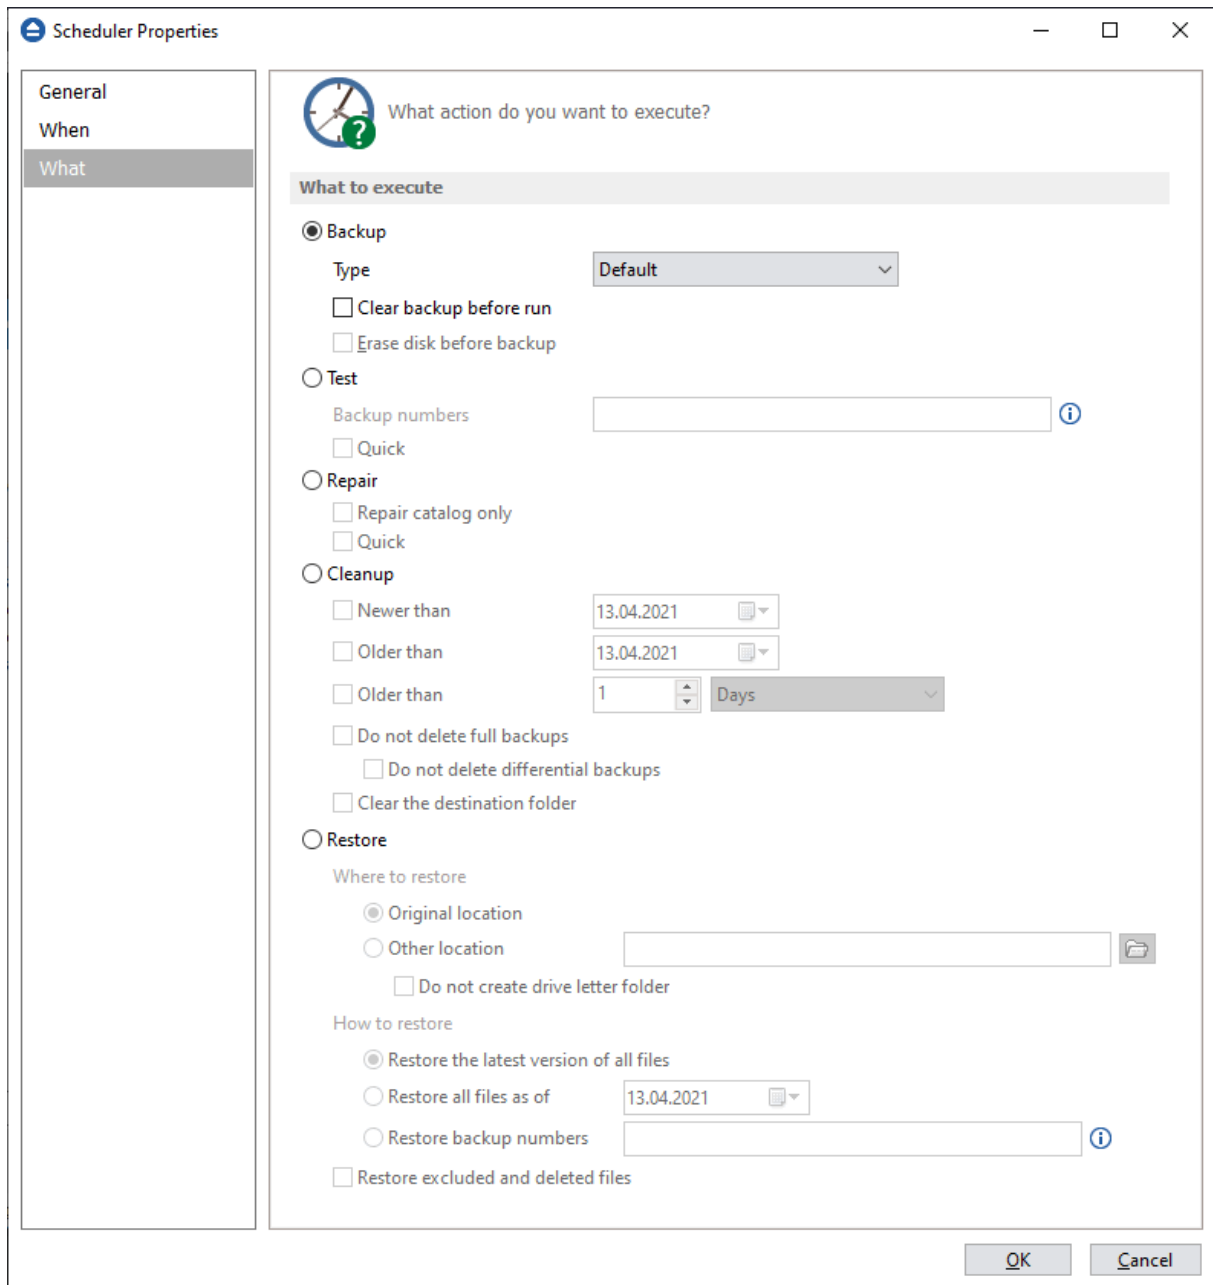 Scheduler Properties
General
When
What
What action do you want to execute?
What to execute
Backup
Type Default
Clear backup before run
Erase disk before backup
Test
Backup numbers
Quick
Repair
Repair catalog only
Quick
Cleanup
Newer than 13.04.2021
Older than 13.04.2021
Older than 1 Days
Do not delete full backups
Do not delete differential backups
Clear the destination folder
Restore
Where to restore
Original location
Other location
Do not create drive letter folder
How to restore
Restore the latest version of all files
Restore all files as of 13.04.2021
Restore backup numbers
Restore excluded and deleted files
OK Cancel